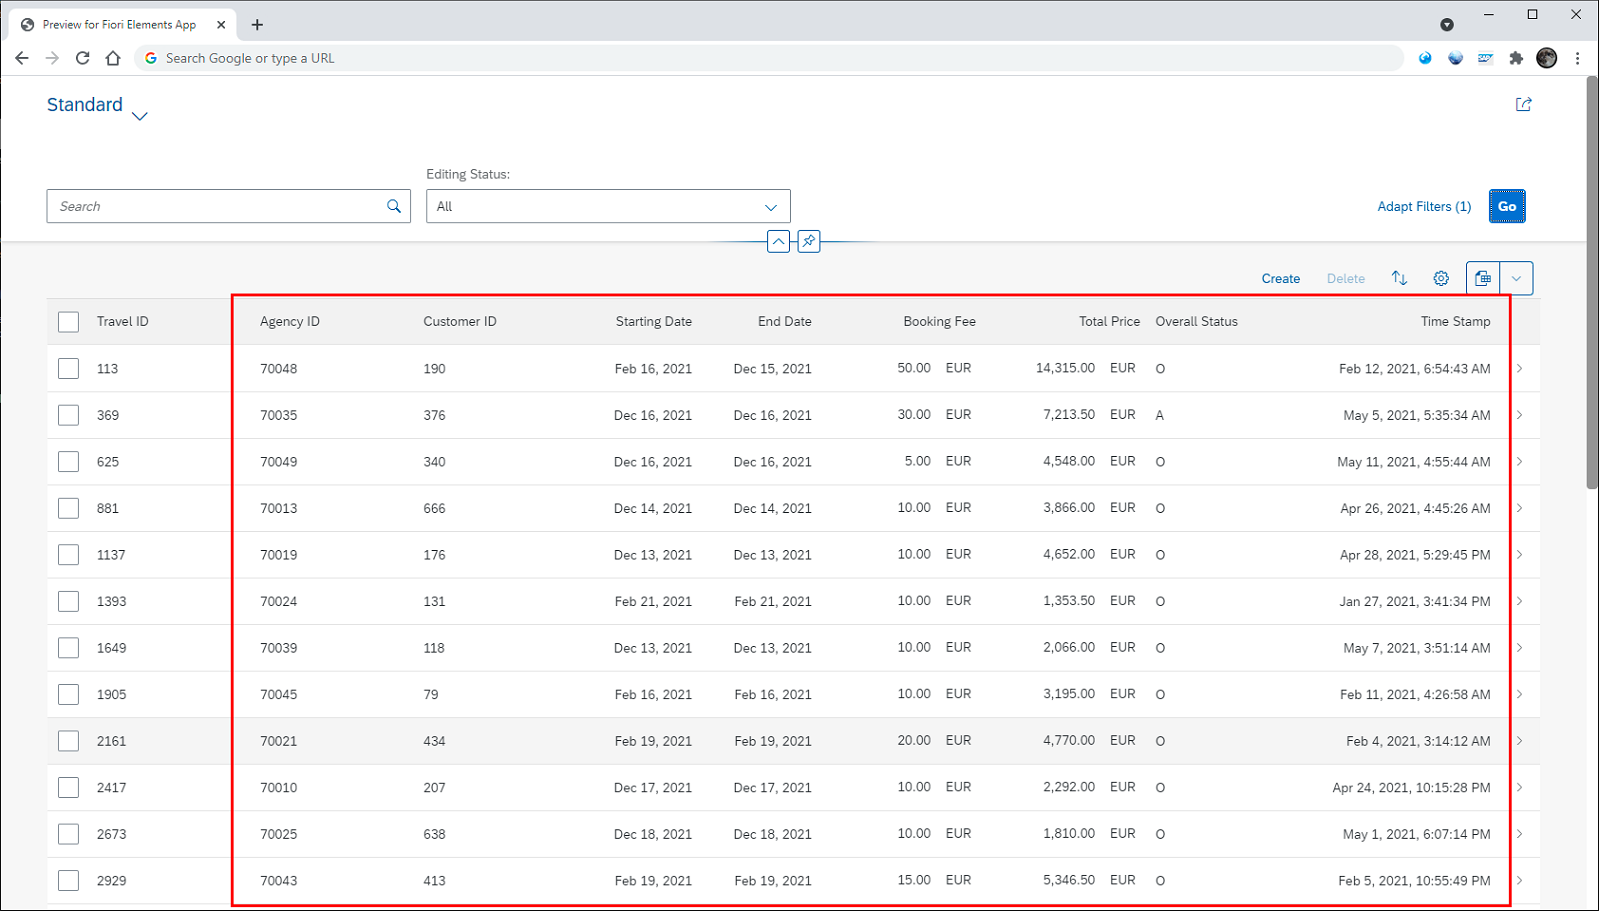 Preview for Fiori Elements App
Search Google or type a URL
SAP
Standard
Editing Status:
Search
All
Adapt Filters (1)
Go
Create Delete
Travel ID Agency ID Customer ID Starting Date End Date Booking Fee Total Price Overall Status Time Stamp
113 70048 190 Feb 16, 2021 Dec 15, 2021 50.00 EUR 14,315.00 EUR O Feb 12, 2021, 6:54:43 AM
369 70035 376 Dec 16, 2021 Dec 16, 2021 30.00 EUR 7,213.50 EUR A May 5, 2021, 5:35:34 AM
625 70049 340 Dec 16, 2021 Dec 16, 2021 5.00 EUR 4,548.00 EUR O May 11, 2021, 4:55:44 AM
881 70013 666 Dec 14, 2021 Dec 14, 2021 10.00 EUR 3,866.00 EUR O Apr 26, 2021, 4:45:26 AM
1137 70019 176 Dec 13, 2021 Dec 13, 2021 10.00 EUR 4,652.00 EUR O Apr 28, 2021, 5:29:45 PM
1393 70024 131 Feb 21, 2021 Feb 21, 2021 10.00 EUR 1,353.50 EUR O Jan 27, 2021, 3:41:34 PM
1649 70039 118 Dec 13, 2021 Dec 13, 2021 10.00 EUR 2,066.00 EUR O May 7, 2021, 3:51:14 AM
1905 70045 79 Feb 16, 2021 Feb 16, 2021 10.00 EUR 3,195.00 EUR O Feb 11, 2021, 4:26:58 AM
2161 70021 434 Feb 19, 2021 Feb 19, 2021 20.00 EUR 4,770.00 EUR O Feb 4, 2021, 3:14:12 AM
2417 70010 207 Dec 17, 2021 Dec 17, 2021 10.00 EUR 2,292.00 EUR O Apr 24, 2021, 10:15:28 PM
2673 70025 638 Dec 18, 2021 Dec 18, 2021 10.00 EUR 1,810.00 EUR O May 1, 2021, 6:07:14 PM
2929 70043 413 Feb 19, 2021 Feb 19, 2021 15.00 EUR 5,346.50 EUR O Feb 5, 2021, 10:55:49 PM